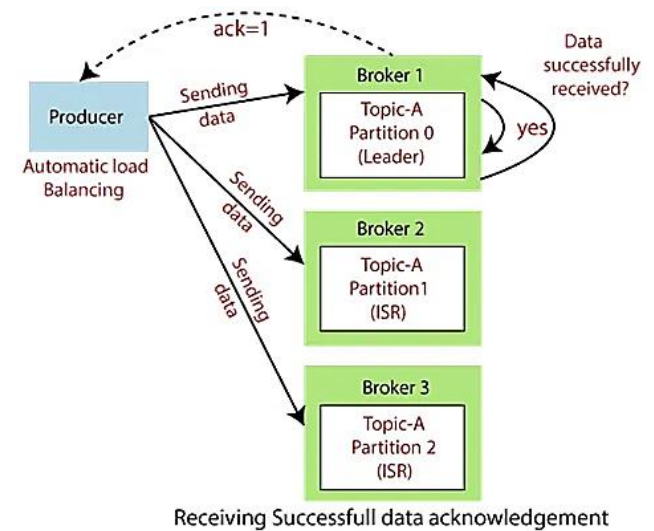 ack=1
Data
successfully
received?
Broker 1
Producer
Sending
data
Topic-A
Partition 0
(Leader)
yes
Automatic load
Balancing
Sending
data
Broker 2
Topic-A
Partition1
(ISR)
Sending
data
Broker 3
Topic-A
Partition 2
(ISR)
Receiving Successfull data acknowledgement